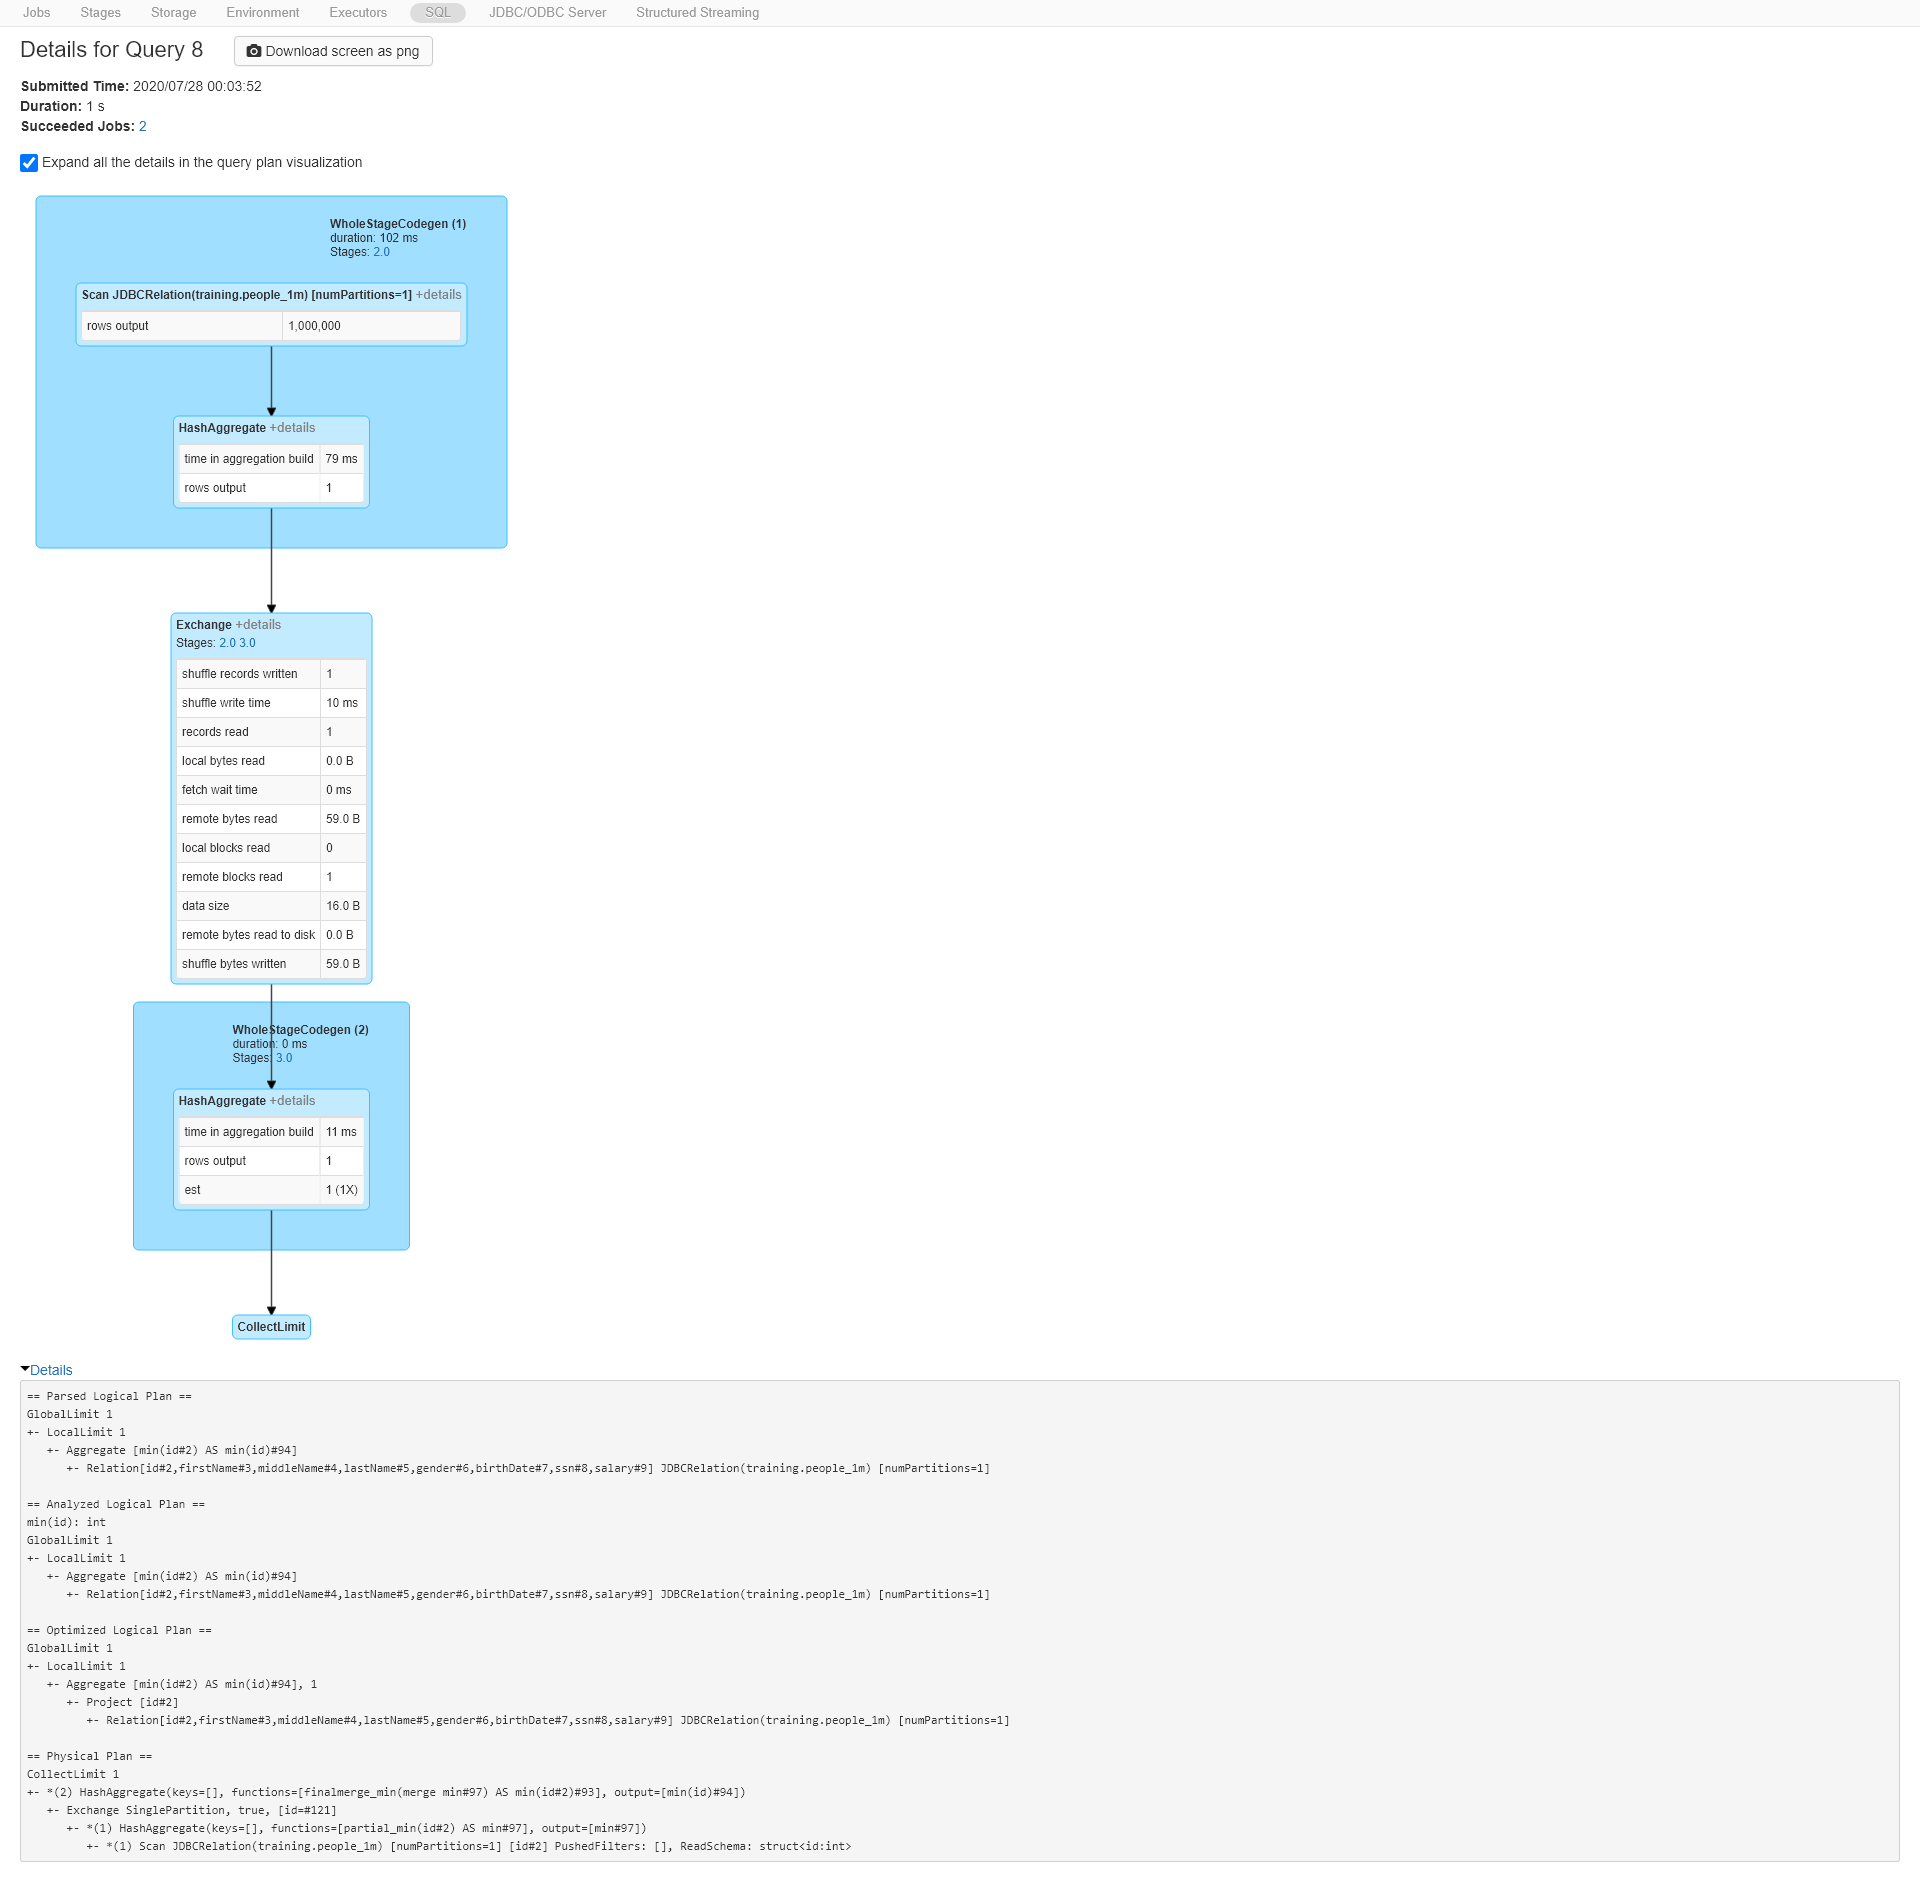 Jobs Stages Storage Environment Executors SQL JDBC/ODBC Server Structured Streaming
Details for Query 8
Download screen as png
Submitted Time: 2020/07/28 00:03:52
Duration: 1 s
Succeeded Jobs: 2
Expand all the details in the query plan visualization
WholeStageCodegen (1)
duration: 102 ms
Stages: 2.0
Scan JDBCRelation(training.people_1m) [numPartitions=1] +details
rows output 1,000,000
HashAggregate +details
time in aggregation build 79 ms
rows output 1
Exchange +details
Stages: 2.0 3.0
shuffle records written 1
shuffle write time 10 ms
records read 1
local bytes read 0.0 B
fetch wait time 0 ms
remote bytes read 59.0 B
local blocks read 0
remote blocks read 1
data size 16.0 B
remote bytes read to disk 0.0 B
shuffle bytes written 59.0 B
WholeStageCodegen (2)
duration: 0 ms
Stages: 3.0
HashAggregate +details
time in aggregation build 11 ms
rows output 1
est 1 (1X)
CollectLimit
Details
== Parsed Logical Plan ==
GlobalLimit 1
+- LocalLimit 1
   +- Aggregate [min(id#2) AS min(id)#94]
      +- Relation[id#2,firstName#3,middleName#4,lastName#5,gender#6,birthDate#7,ssn#8,salary#9] JDBCRelation(training.people_1m) [numPartitions=1]
== Analyzed Logical Plan ==
min(id): int
GlobalLimit 1
+- LocalLimit 1
   +- Aggregate [min(id#2) AS min(id)#94]
      +- Relation[id#2,firstName#3,middleName#4,lastName#5,gender#6,birthDate#7,ssn#8,salary#9] JDBCRelation(training.people_1m) [numPartitions=1]
== Optimized Logical Plan ==
GlobalLimit 1
+- LocalLimit 1
   +- Aggregate [min(id#2) AS min(id)#94], 1
      +- Project [id#2]
         +- Relation[id#2,firstName#3,middleName#4,lastName#5,gender#6,birthDate#7,ssn#8,salary#9] JDBCRelation(training.people_1m) [numPartitions=1]
== Physical Plan ==
CollectLimit 1
+- *(2) HashAggregate(keys=[], functions=[finalmerge_min(merge min#97) AS min(id#2)#93], output=[min(id)#94])
   +- Exchange SinglePartition, true, [id=#121]
      +- *(1) HashAggregate(keys=[], functions=[partial_min(id#2) AS min#97], output=[min#97])
         +- *(1) Scan JDBCRelation(training.people_1m) [numPartitions=1] [id#2] PushedFilters: [], ReadSchema: struct<id:int>